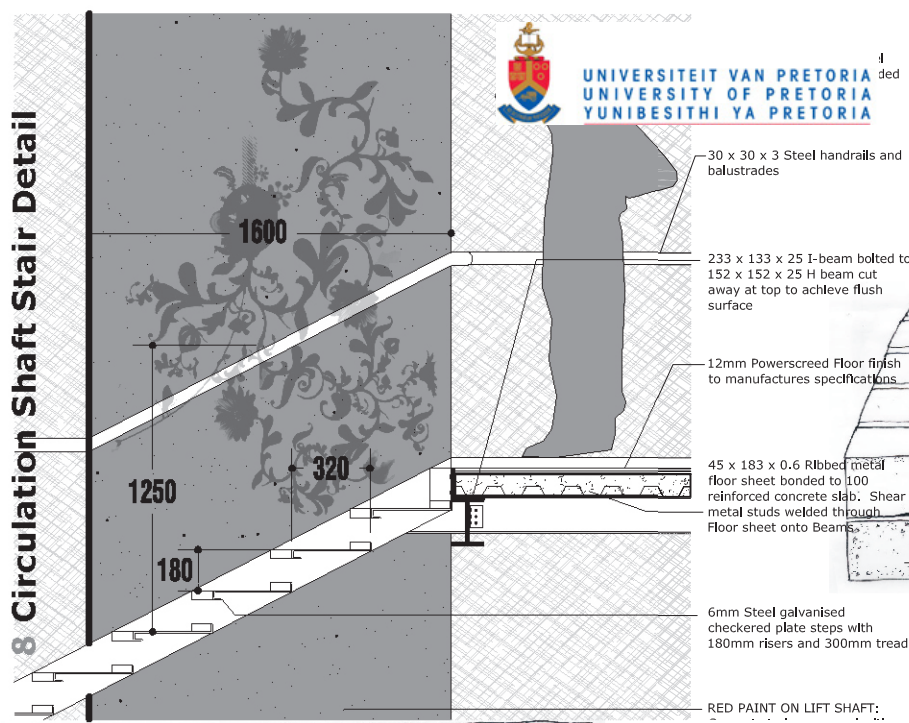 8 Circulation Shaft Stair Detail
UNIVERSITEIT VAN PRETORIA
UNIVERSITY OF PRETORIA
YUNIBESITHI YA PRETORIA
ded
30 x 30 x 3 Steel handrails and
balustrades
1600
233 x 133 x 25 I-beam bolted to
152 x 152 x 25 H beam cut
away at top to achieve flush
surface
12mm Powerscreed Floor finish
to manufactures specifications
320
1250
45 x 183 x 0.6 RIbbed metal
floor sheet bonded to 100
reinforced concrete slab.  Shear
metal studs welded through
Floor sheet onto Beams
180
6mm Steel galvanised
checkered plate steps with
180mm risers and 300mm tread
RED PAINT ON LIFT SHAFT: